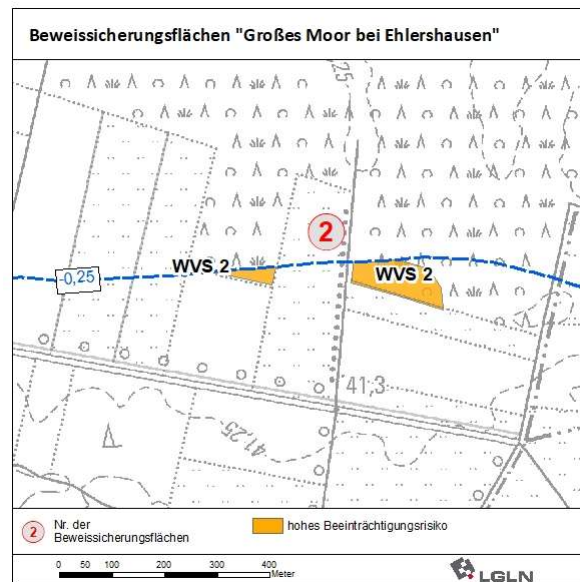 Beweissicherungsflächen "Großes Moor bei Ehlershausen"
25
2
WVS 2
WVS 2
-0,25
41,3
41,25
2 Nr. der Beweissicherungsflächen
hohes Beeinträchtigungsrisiko
0 50 100 200 300 400 Meter
LGLN